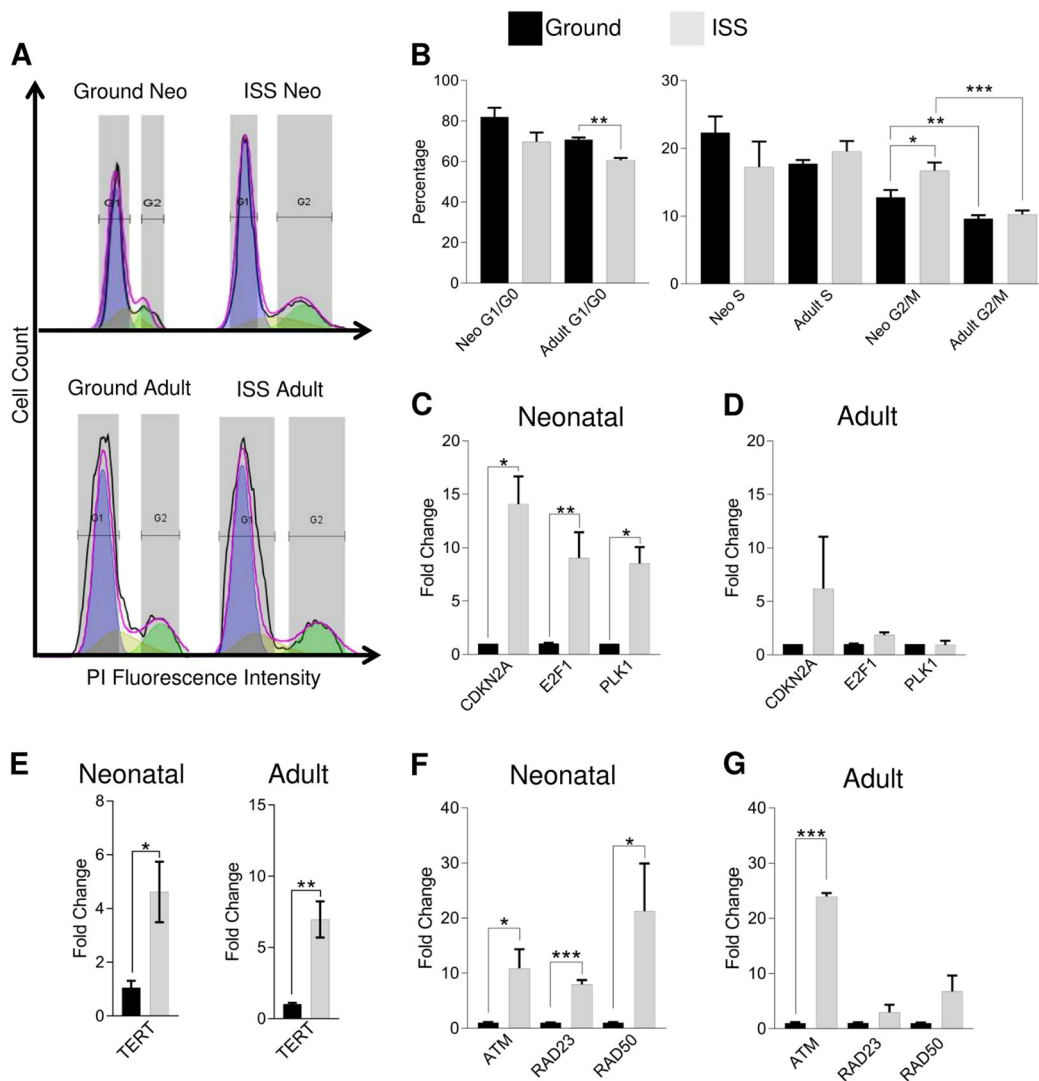 Ground
ISS
A
Ground Neo
ISS Neo
G1
G2
G1
G2
Ground Adult
ISS Adult
G1
G2
G1
G2
Cell Count
PI Fluorescence Intensity
B
Percentage
100
80
60
40
20
0
**
Neo G1/G0
Adult G1/G0
30
20
10
0
***
**
*
Neo S
Adult S
Neo G2/M
Adult G2/M
C
Neonatal
Fold Change
20
15
10
5
0
*
**
*
CDKN2A
E2F1
PLK1
D
Adult
Fold Change
20
15
10
5
0
CDKN2A
E2F1
PLK1
E
Neonatal
Fold Change
8
6
4
2
0
*
TERT
Adult
Fold Change
15
10
5
0
**
TERT
F
Neonatal
Fold Change
40
30
20
10
0
*
***
*
ATM
RAD23
RAD50
G
Adult
Fold Change
40
30
20
10
0
***
ATM
RAD23
RAD50